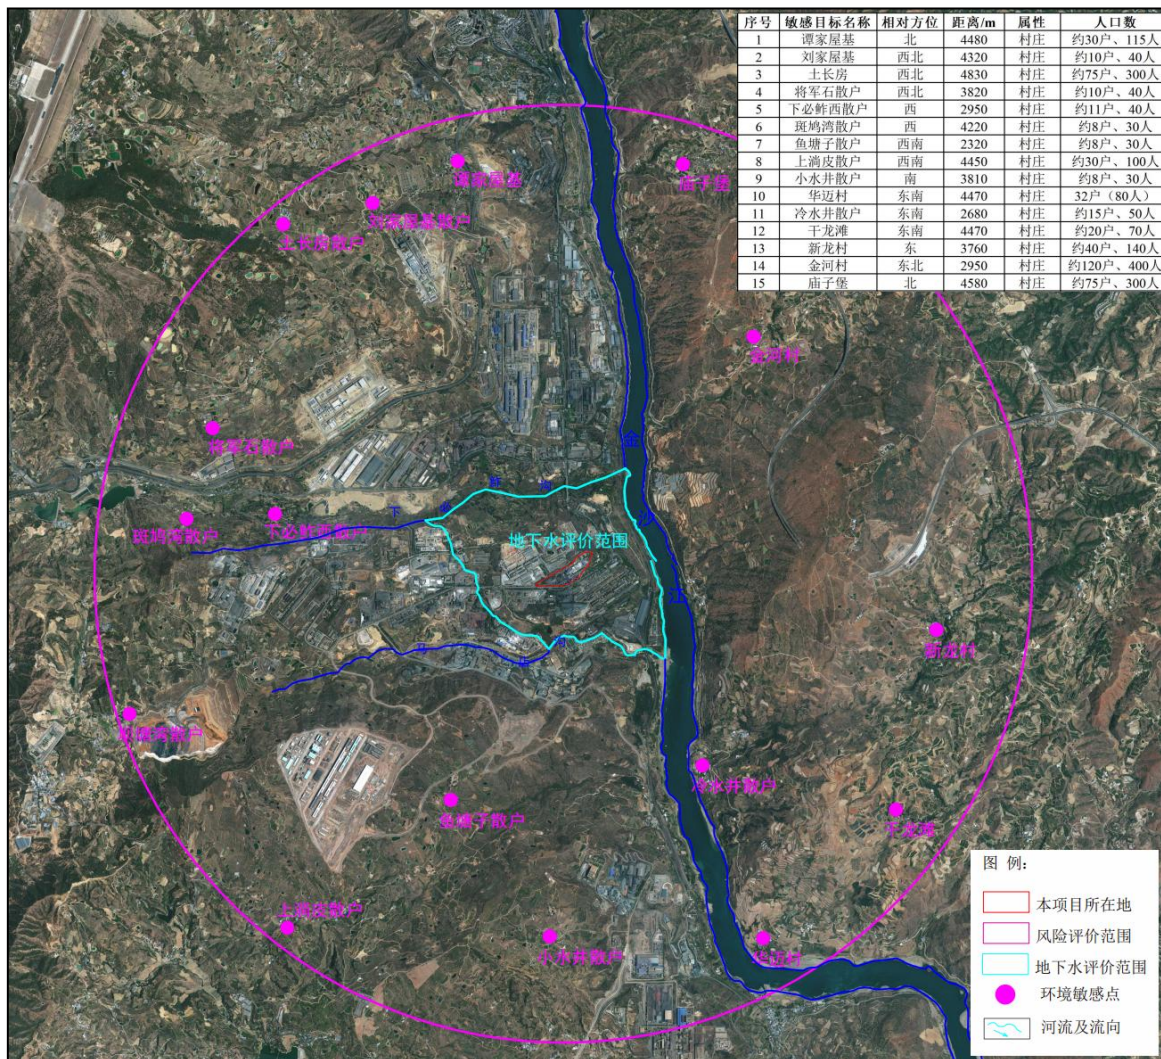 序号 敏感目标名称 相对方位 距离/m 属性 人口数
1 谭家屋基 北 4480 村庄 约30户、115人
2 刘家屋基 西北 4320 村庄 约10户、40人
3 土长房 西北 4830 村庄 约75户、300人
4 将军石散户 西北 3820 村庄 约10户、40人
5 下必鲊西散户 西 2950 村庄 约11户、40人
6 斑鸠湾散户 西 4220 村庄 约8户、30人
7 鱼塘子散户 西南 2320 村庄 约8户、30人
8 上淌皮散户 西南 4450 村庄 约30户、100人
9 小水井散户 南 3810 村庄 约8户、30人
10 华迈村 东南 4470 村庄 32户（80人）
11 冷水井散户 东南 2680 村庄 约15户、50人
12 干龙滩 东南 4470 村庄 约20户、70人
13 新龙村 东 3760 村庄 约40户、140人
14 金河村 东北 2950 村庄 约120户、400人
15 庙子堡 北 4580 村庄 约75户、300人
谭家屋基
庙子堡
刘家屋基散户
土长房散户
金河村
将军石散户
金
下必鲊沟
斑鸠湾散户
下必鲊西散户
沙
地下水评价范围
江
河
新龙村
湾散户
冷水井散户
鱼塘子散户
干龙滩
上淌皮散户
小水井散户
华迈村
图 例：
本项目所在地
风险评价范围
地下水评价范围
环境敏感点
河流及流向